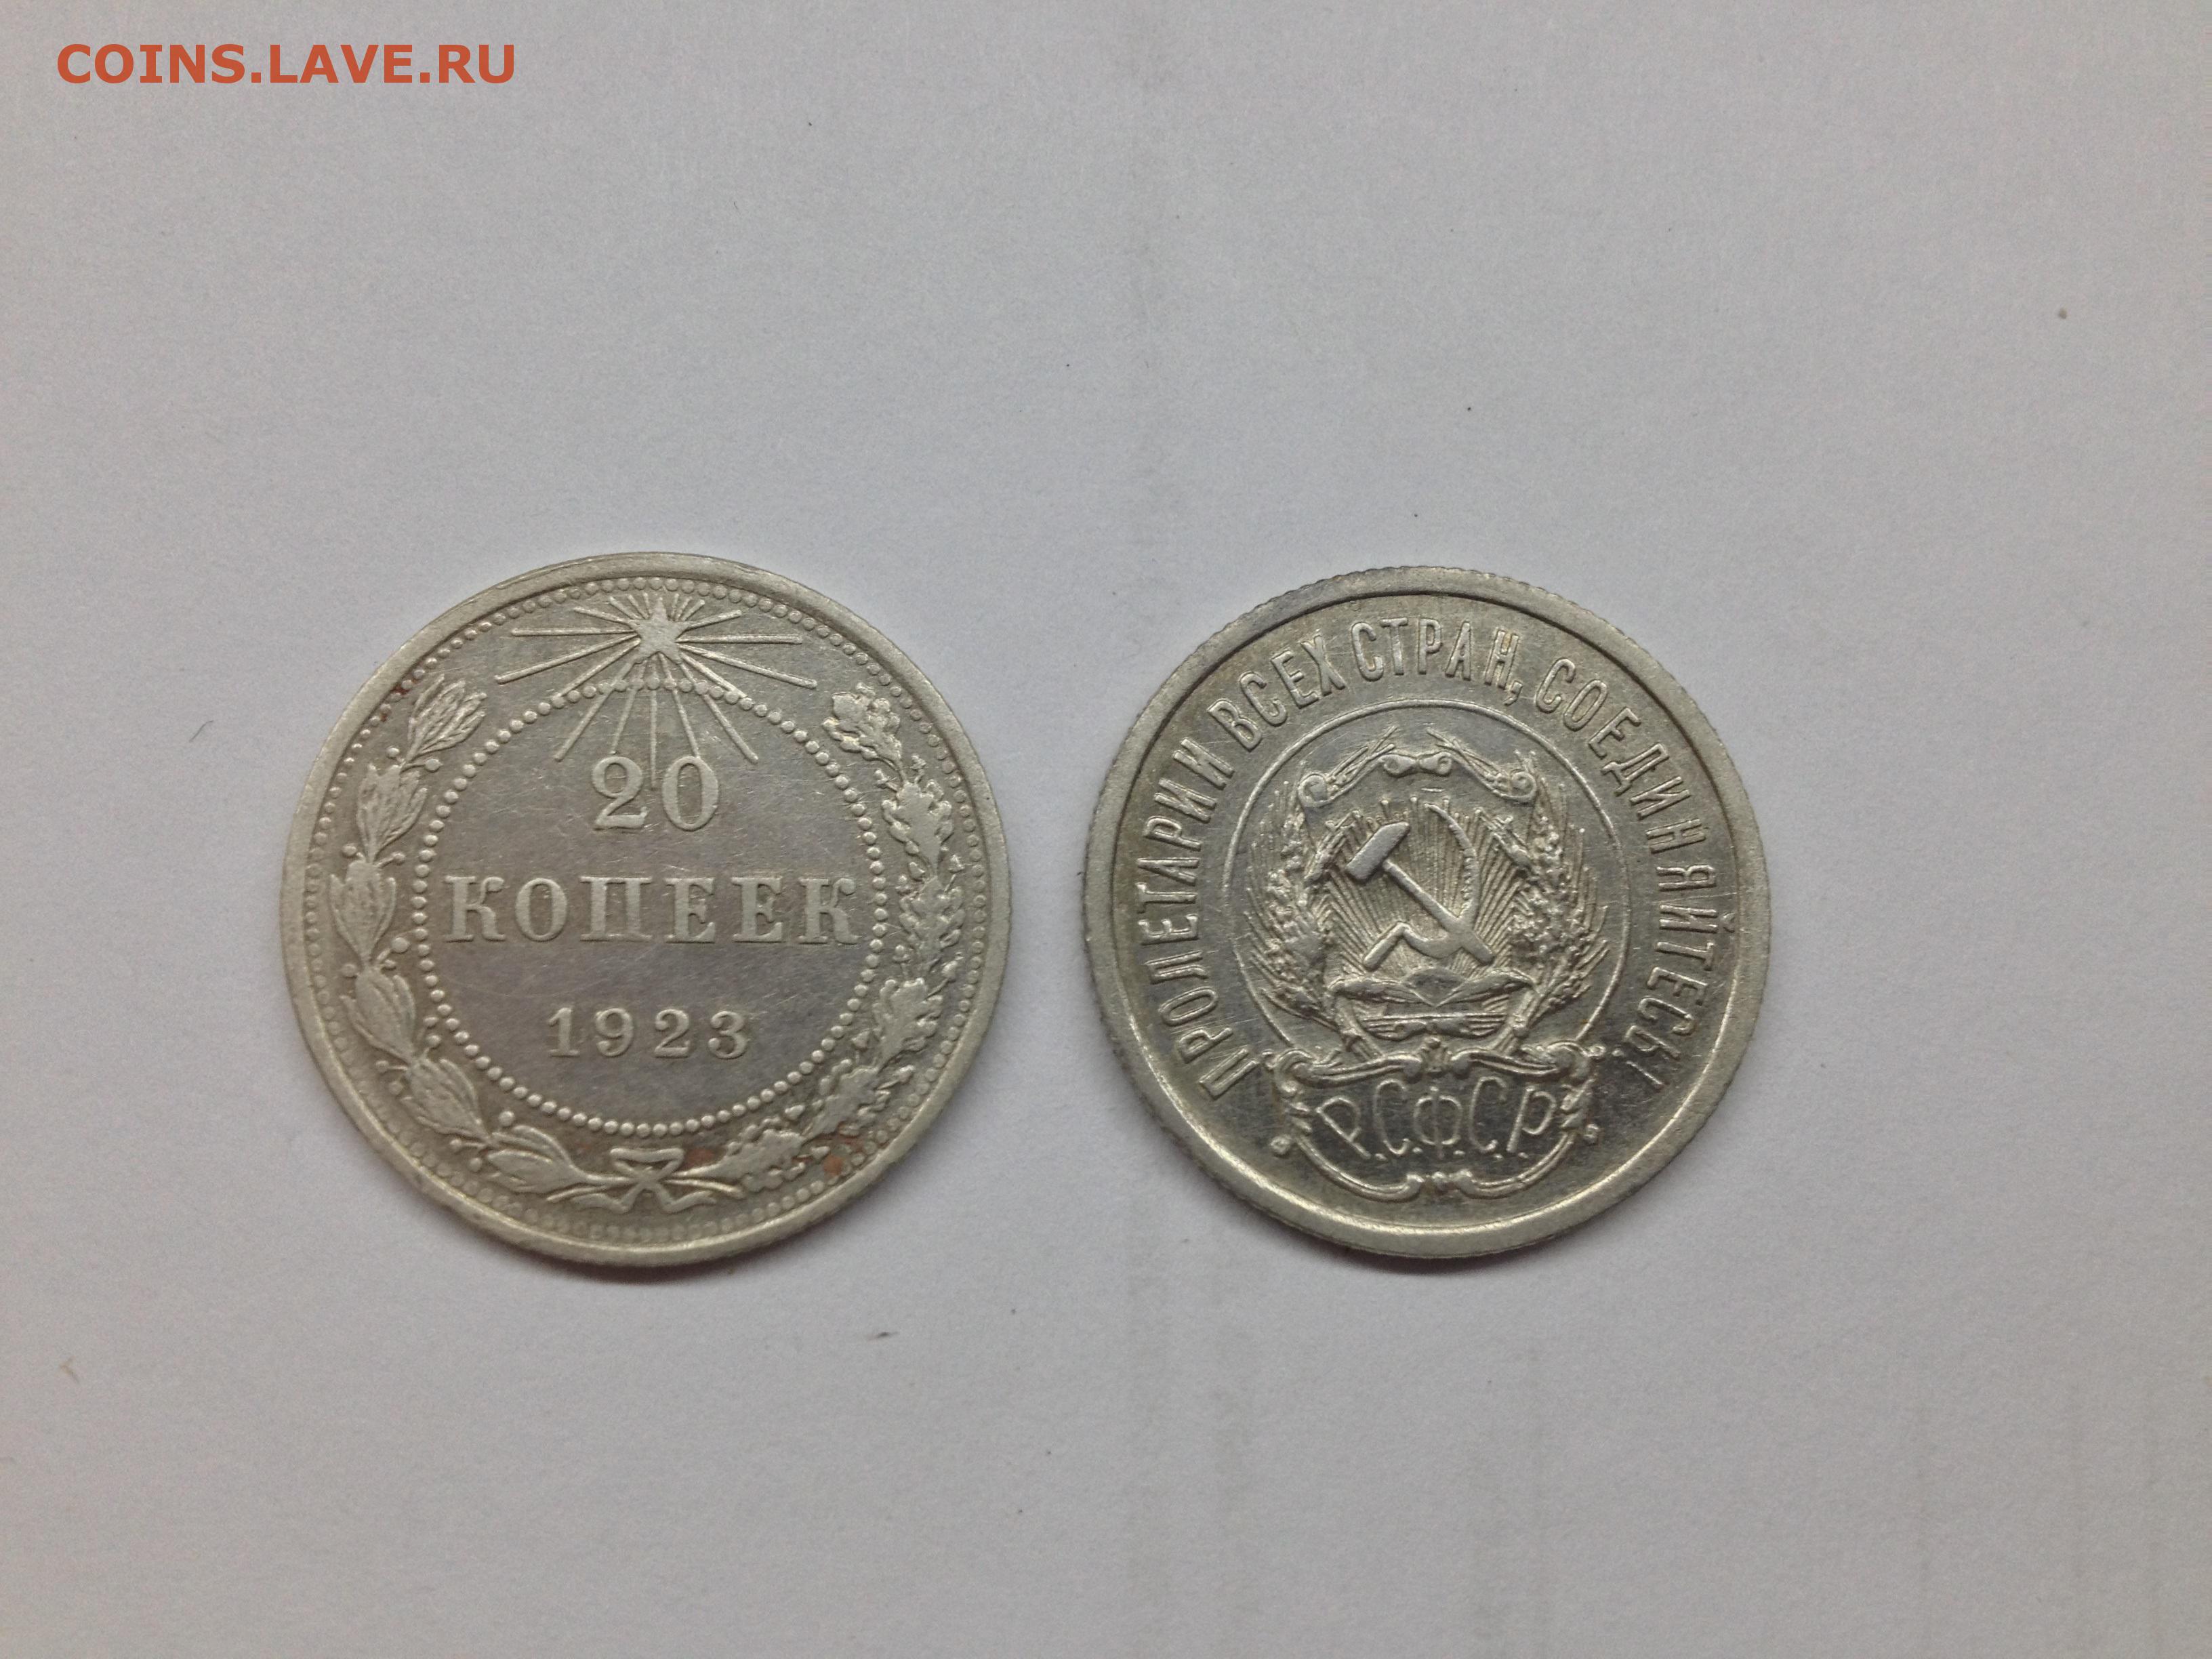 COINS.LAVE.RU
20
КОПЕЕК
1923
ПРОЛЕТАРИИ ВСЕХ СТРАН, СОЕДИНЯЙТЕСЬ!
Р.С.Ф.С.Р.